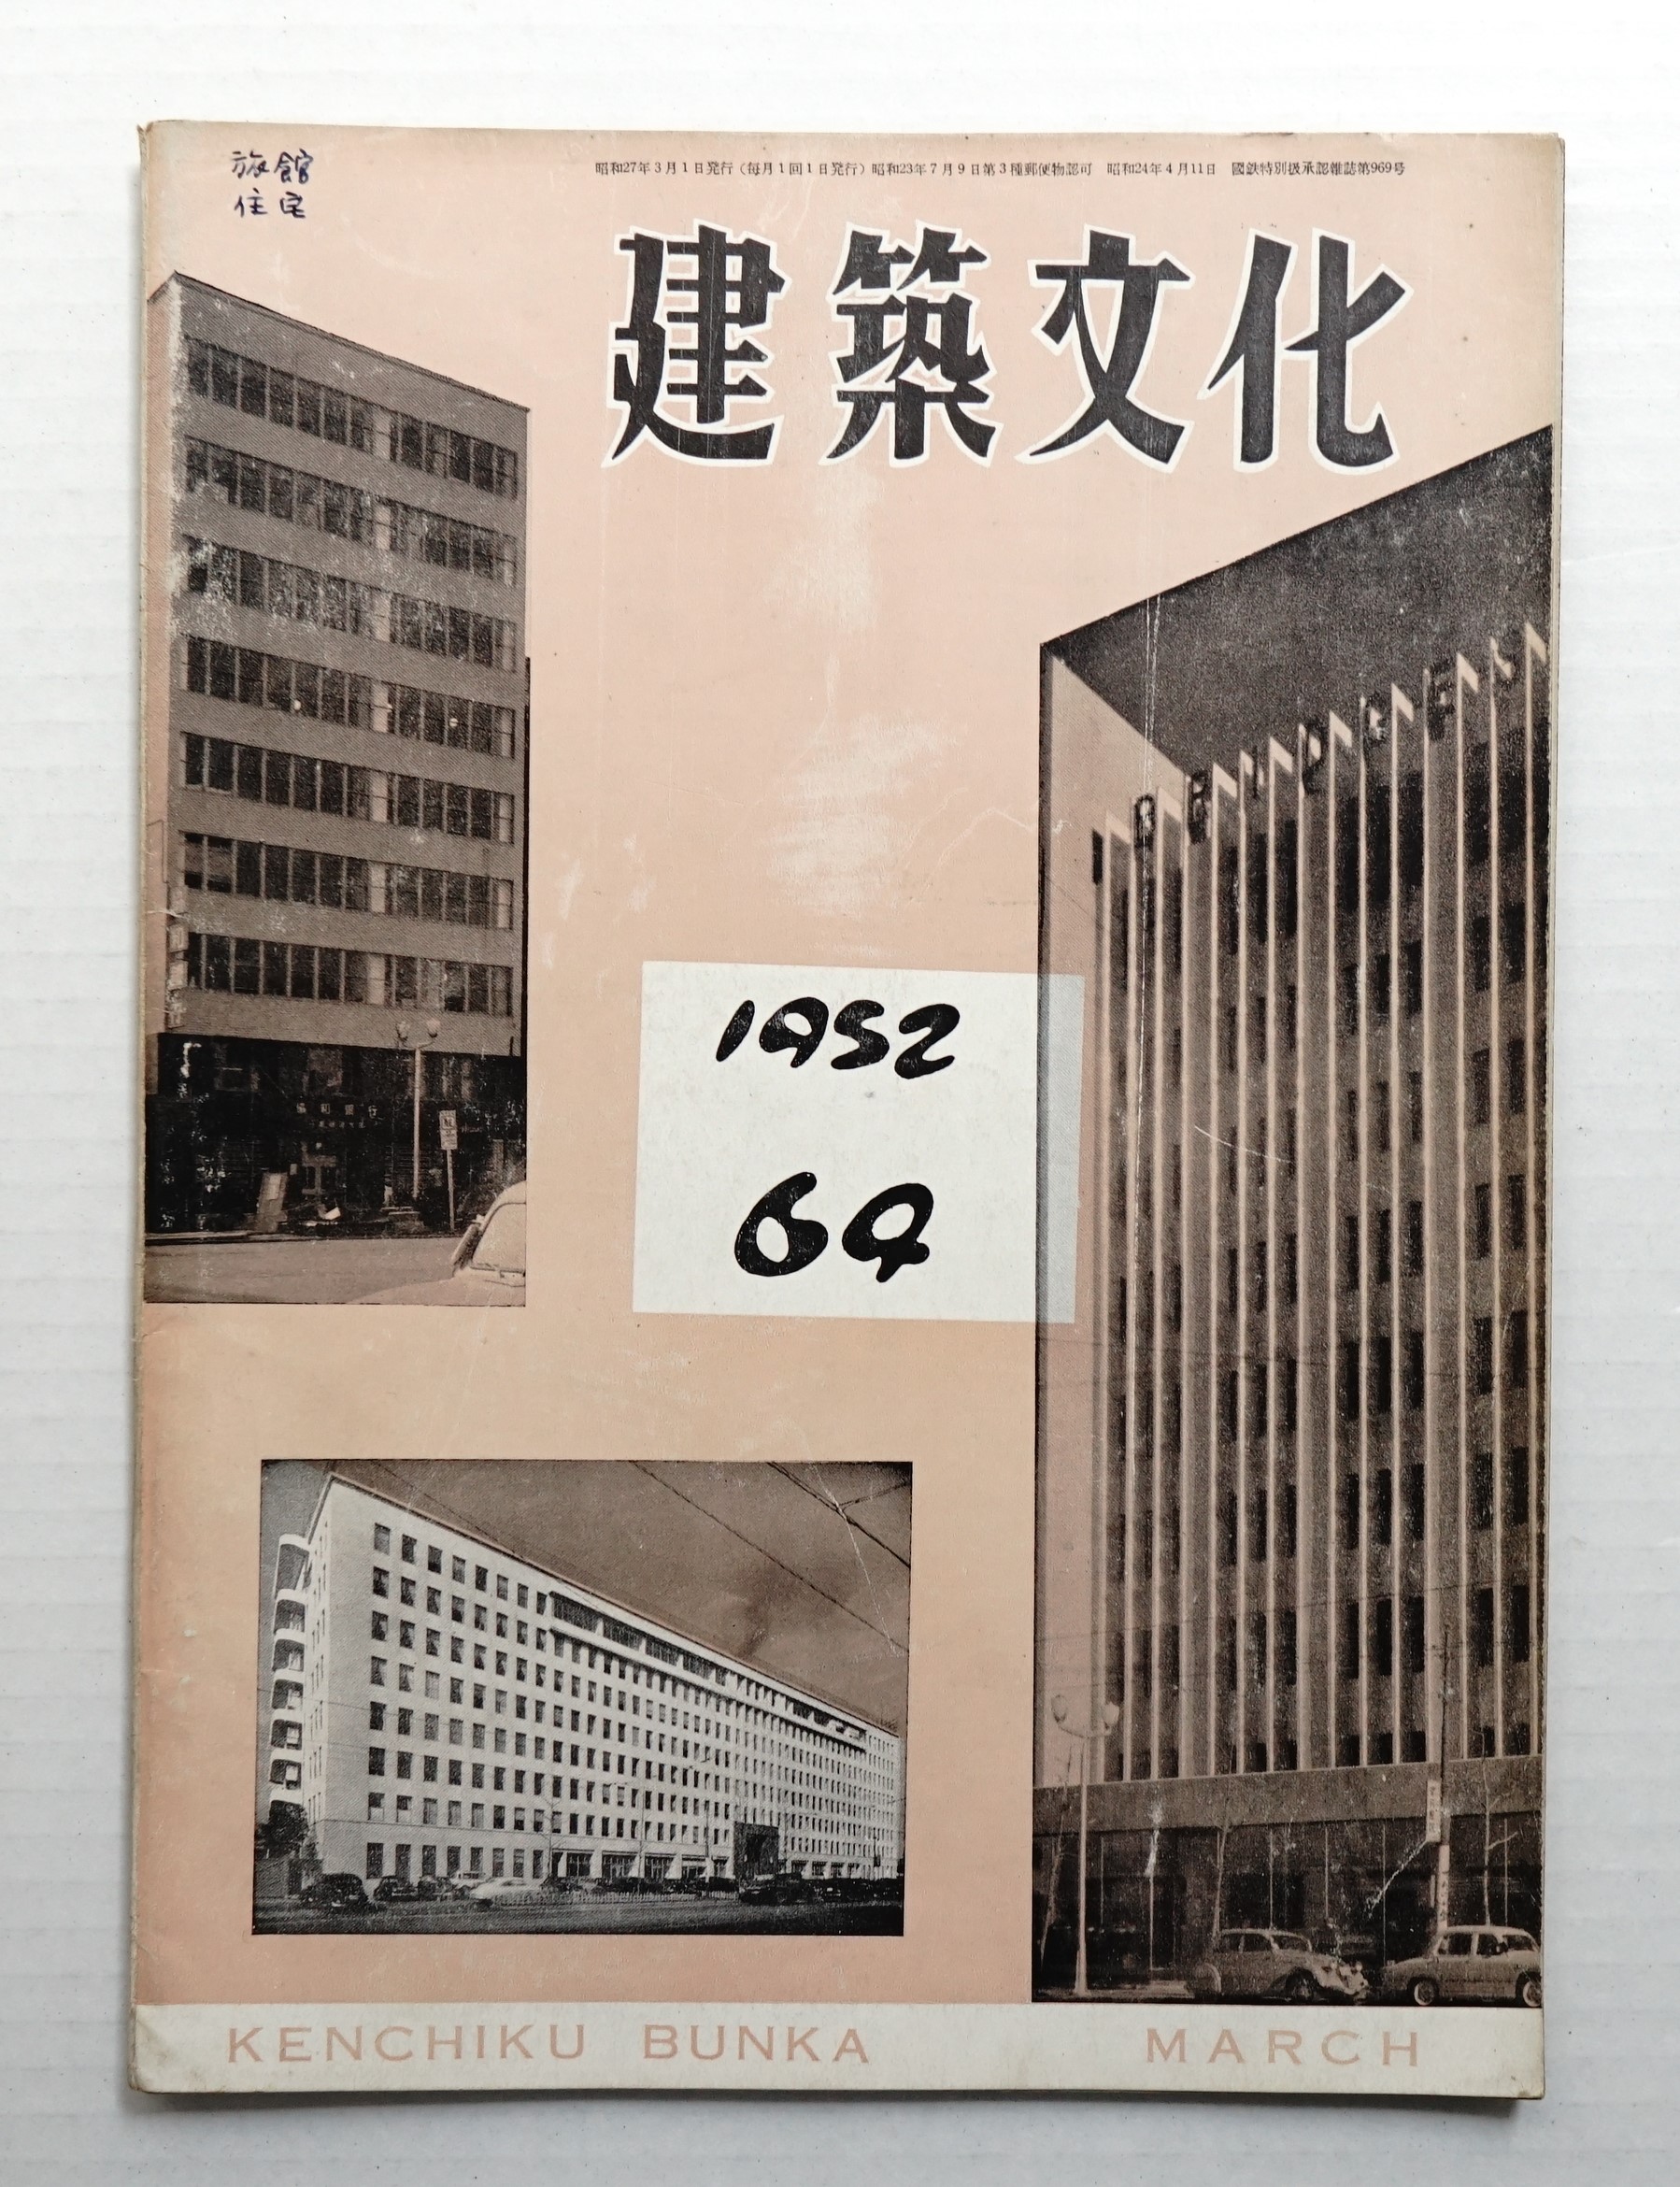 旅館
住宅
昭和27年3月1日発行(毎月1回1日発行)昭和23年7月9日第3種郵便物認可 昭和24年4月11日 國鉄特別扱承認雑誌第969号
建築文化
BRIDGES
1952
64
KENCHIKU BUNKA MARCH